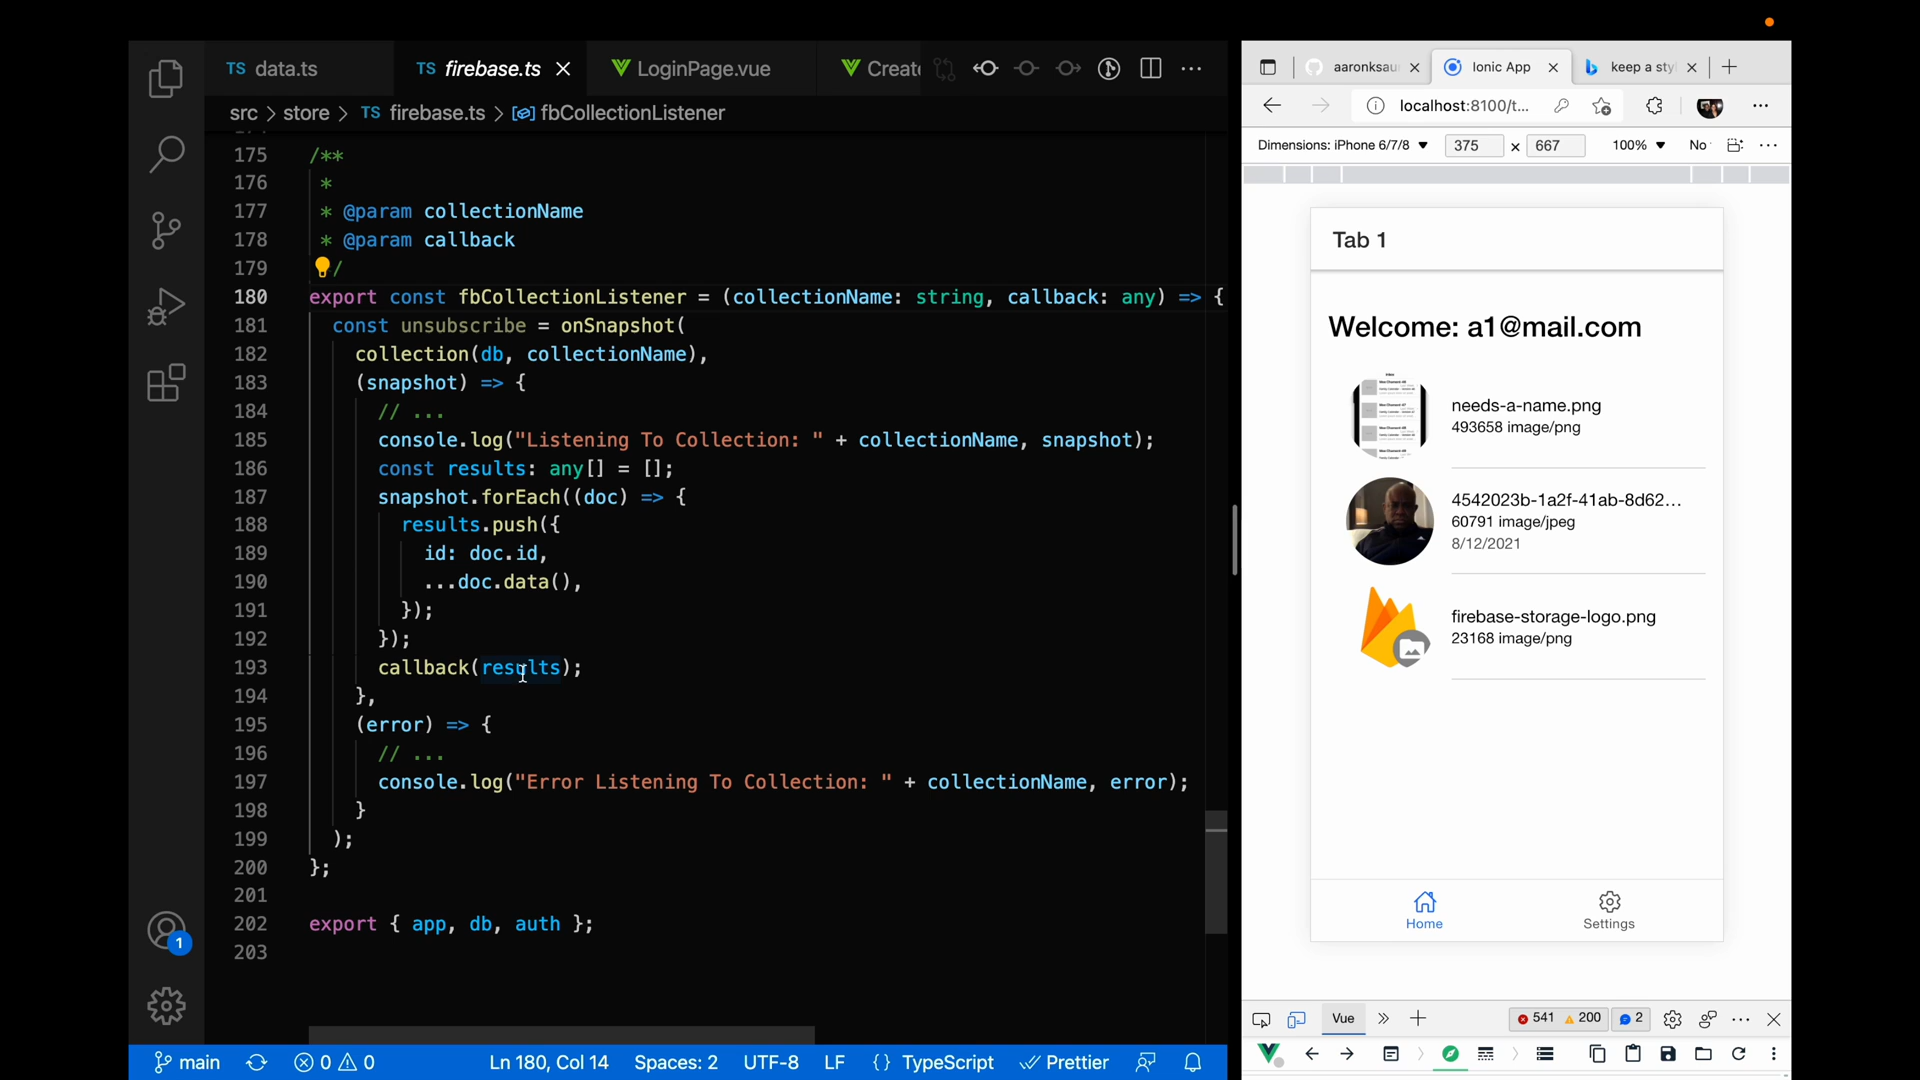 TS data.ts
TS firebase.ts
LoginPage.vue
Create
src > store > TS firebase.ts > fbCollectionListener
175 /**
176 *
177 * @param collectionName
178 * @param callback
179 /
180 export const fbCollectionListener = (collectionName: string, callback: any) => {
181 const unsubscribe = onSnapshot(
182 collection(db, collectionName),
183 (snapshot) => {
184 // ...
185 console.log("Listening To Collection: " + collectionName, snapshot);
186 const results: any[] = [];
187 snapshot.forEach((doc) => {
188 results.push({
189 id: doc.id,
190 ...doc.data(),
191 });
192 });
193 callback(results);
194 },
195 (error) => {
196 // ...
197 console.log("Error Listening To Collection: " + collectionName, error);
198 }
199 );
200 };
201
202 export { app, db, auth };
203
1
main
0 0
Ln 180, Col 14
Spaces: 2
UTF-8
LF
{ } TypeScript
Prettier
aaronksau
Ionic App
keep a sty
localhost:8100/t...
Dimensions: iPhone 6/7/8
375 x 667
100%
No
Tab 1
Welcome: a1@mail.com
needs-a-name.png
493658 image/png
4542023b-1a2f-41ab-8d62...
60791 image/jpeg
8/12/2021
firebase-storage-logo.png
23168 image/png
Home
Settings
Vue
541 200
2